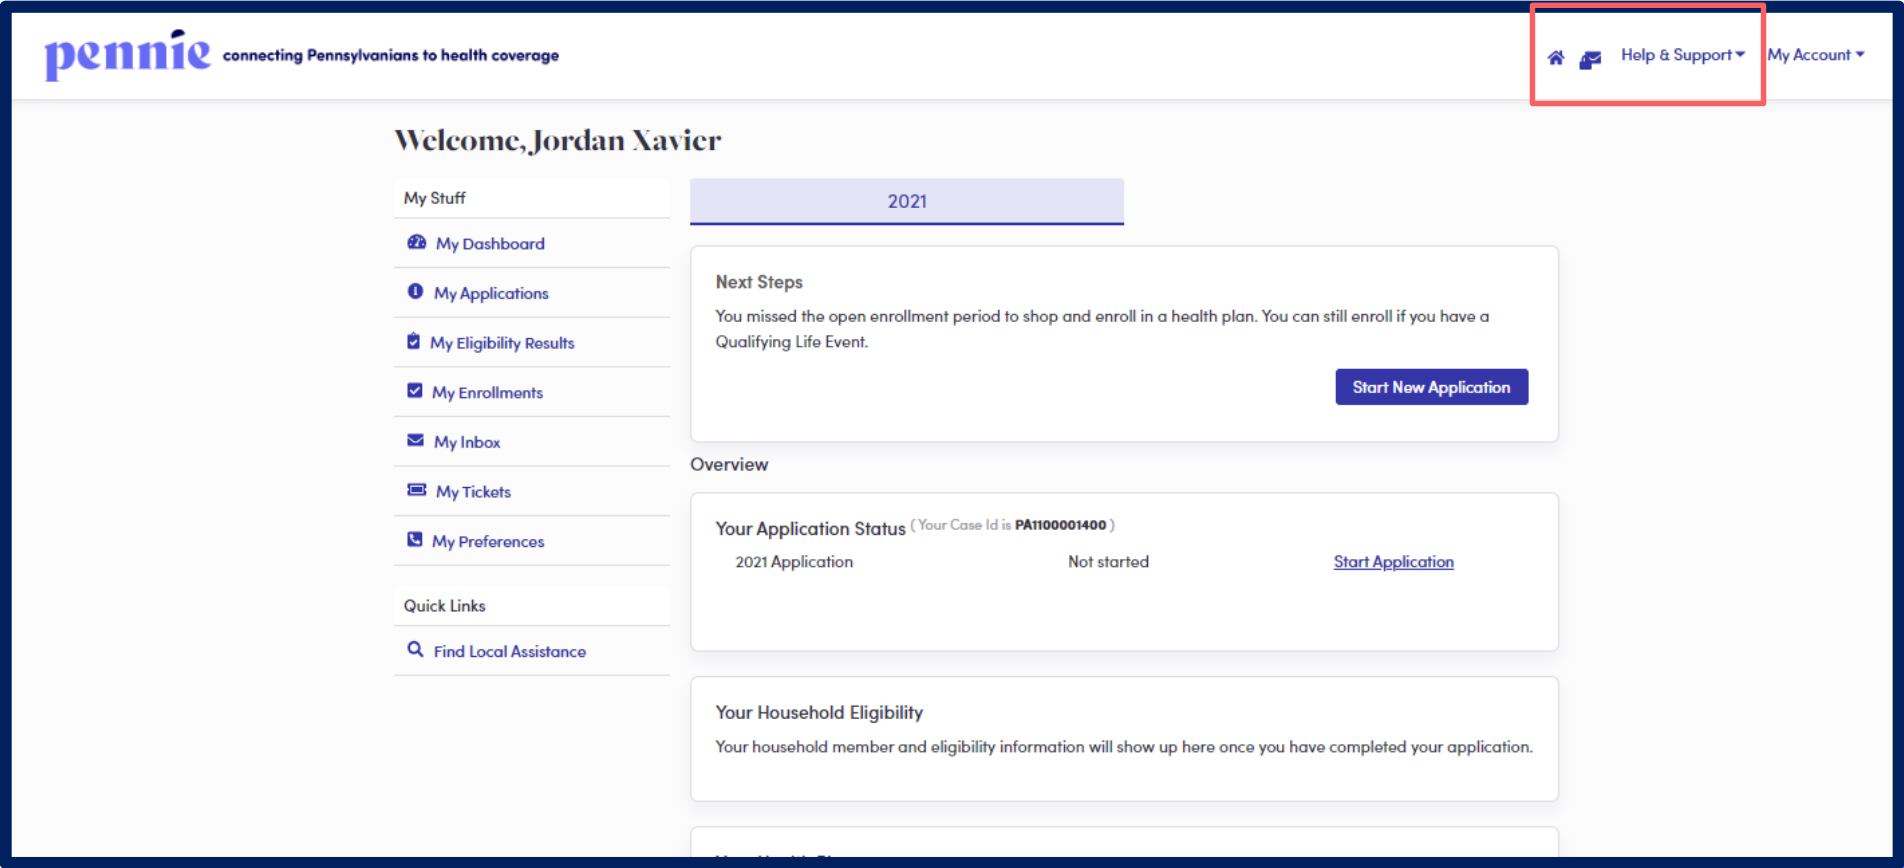 pennie connecting Pennsylvanians to health coverage
Help & Support
My Account
Welcome, Jordan Xavier
My Stuff
My Dashboard
My Applications
My Eligibility Results
My Enrollments
My Inbox
My Tickets
My Preferences
Quick Links
Find Local Assistance
2021
Next Steps
You missed the open enrollment period to shop and enroll in a health plan. You can still enroll if you have a
Qualifying Life Event.
Start New Application
Overview
Your Application Status (Your Case Id is PA1100001400)
2021 Application Not started Start Application
Your Household Eligibility
Your household member and eligibility information will show up here once you have completed your application.